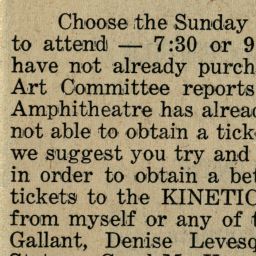 Choose the Sunday
to attend — 7:30 or 9
have not already purch
Art Committee reports
Amphitheatre has alread
not able to obtain a tick
we suggest you try and
in order to obtain a bet
tickets to the KINETIC
from myself or any of t
Gallant, Denise Levesq